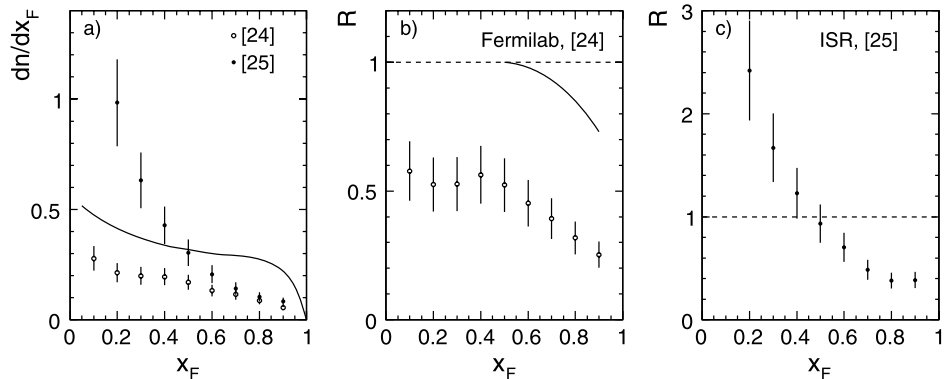 a)
[24]
[25]
dn/dx_F
1
0.5
0
0 0.2 0.4 0.6 0.8 1
x_F
b)
Fermilab, [24]
R
1
0.5
0
0 0.2 0.4 0.6 0.8 1
x_F
c)
ISR, [25]
R
3
2
1
0
0 0.2 0.4 0.6 0.8 1
x_F